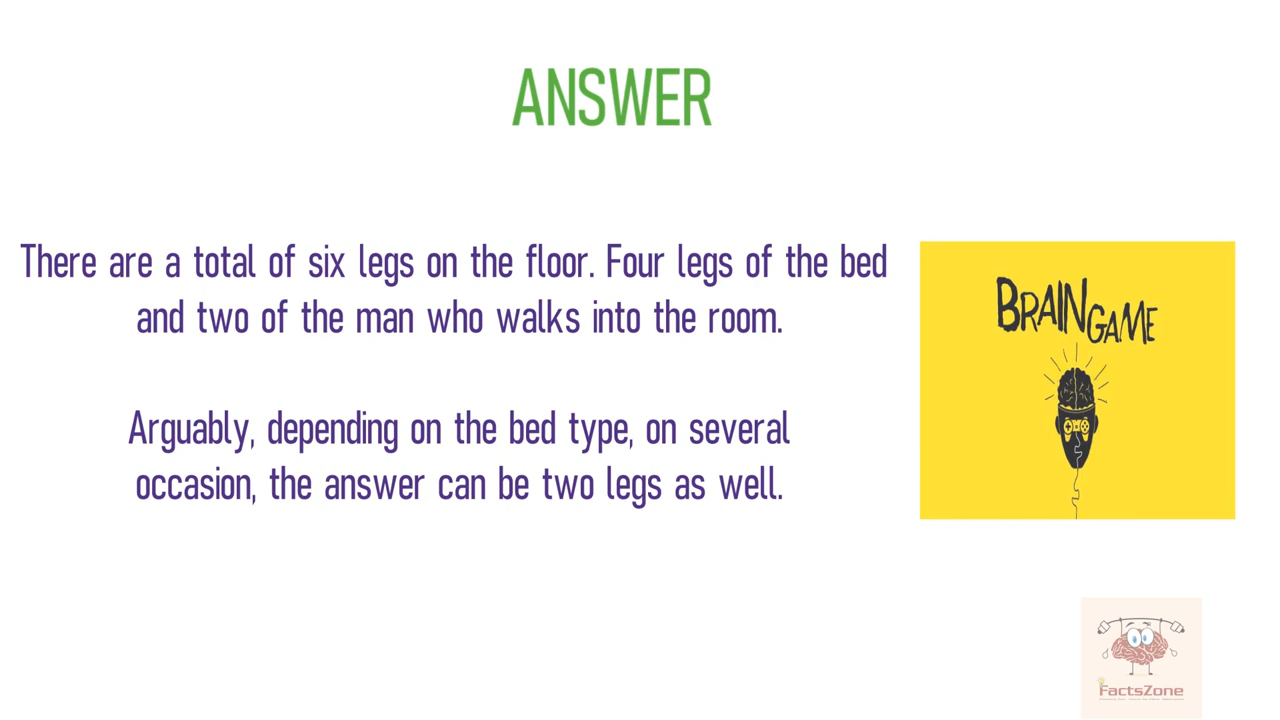 ANSWER
There are a total of six legs on the floor. Four legs of the bed
and two of the man who walks into the room.
Arguably, depending on the bed type, on several
occasion, the answer can be two legs as well.
BRAIN GAME
FactsZone